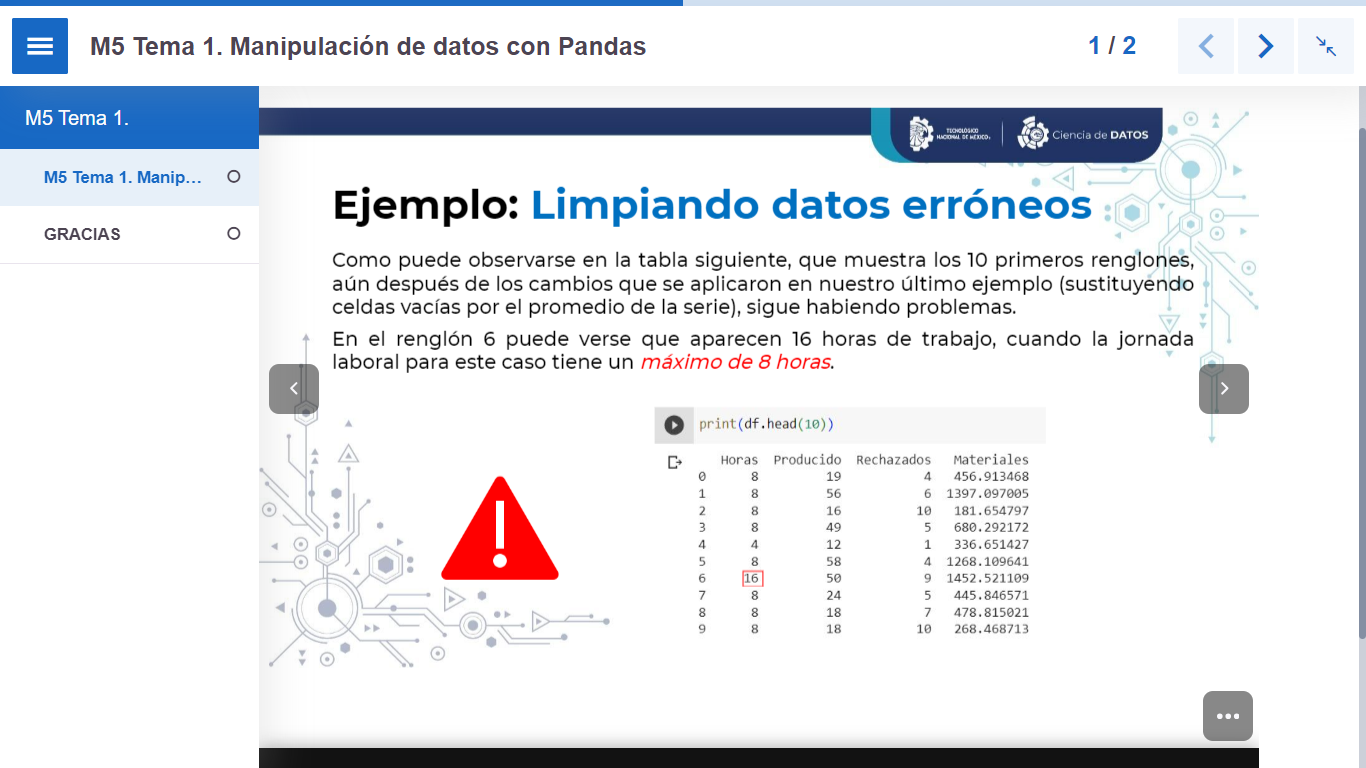 M5 Tema 1. Manipulación de datos con Pandas
1 / 2
M5 Tema 1.
M5 Tema 1. Manip...
GRACIAS
TECNOLÓGICO
NACIONAL DE MÉXICO
Ciencia de DATOS
Ejemplo: Limpiando datos erróneos
Como puede observarse en la tabla siguiente, que muestra los 10 primeros renglones,
aún después de los cambios que se aplicaron en nuestro último ejemplo (sustituyendo
celdas vacías por el promedio de la serie), sigue habiendo problemas.
En el renglón 6 puede verse que aparecen 16 horas de trabajo, cuando la jornada
laboral para este caso tiene un máximo de 8 horas.
print(df.head(10))
Horas Producido Rechazados Materiales
0 8 19 4 456.913468
1 8 56 6 1397.097005
2 8 16 10 181.654797
3 8 49 5 680.292172
4 4 12 1 336.651427
5 8 58 4 1268.109641
6 16 50 9 1452.521109
7 8 24 5 445.846571
8 8 18 7 478.815021
9 8 18 10 268.468713